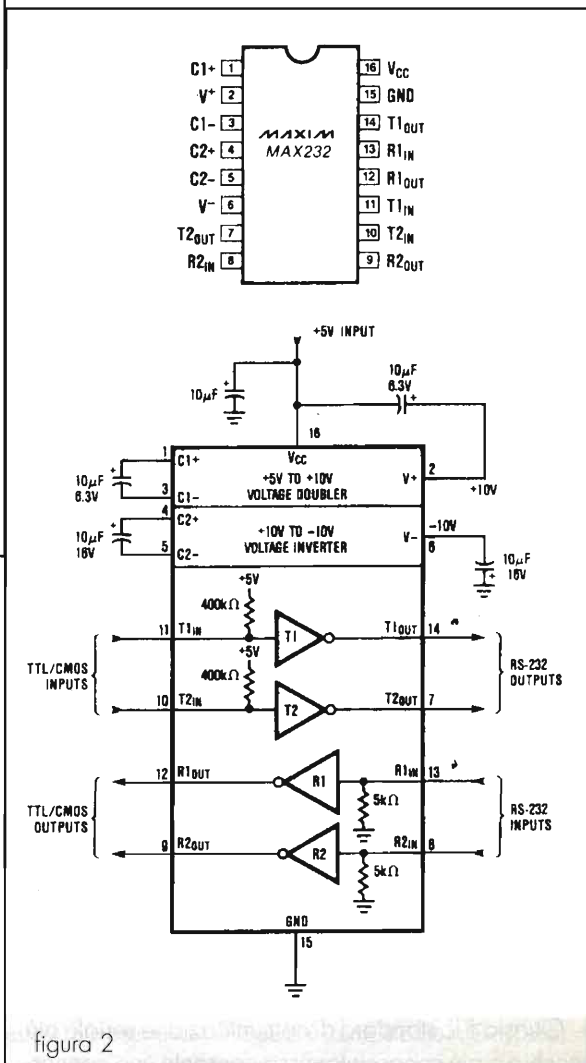 C1+ 1 16 VCC
V+ 2 15 GND
C1- 3 14 T1OUT
MAXIM
MAX232
C2+ 4 13 R1IN
C2- 5 12 R1OUT
V- 6 11 T1IN
T2OUT 7 10 T2IN
R2IN 8 9 R2OUT
+5V INPUT
10µF
+
10µF
6.3V
+
16
VCC
1 C1+
+5V TO +10V
VOLTAGE DOUBLER
V+ 2
+10V
+
10µF
6.3V
3 C1-
4 C2+
+
10µF
16V
5 C2-
+10V TO -10V
VOLTAGE INVERTER
V- -10V
6
10µF
16V
+
+5V
400kΩ
11 T1IN
T1
T1OUT 14
+5V
400kΩ
TTL/CMOS
INPUTS
RS-232
OUTPUTS
10 T2IN
T2
T2OUT 7
12 R1OUT
R1
R1IN 13
5kΩ
TTL/CMOS
OUTPUTS
RS-232
INPUTS
9 R2OUT
R2
R2IN 8
5kΩ
GND
15
figura 2